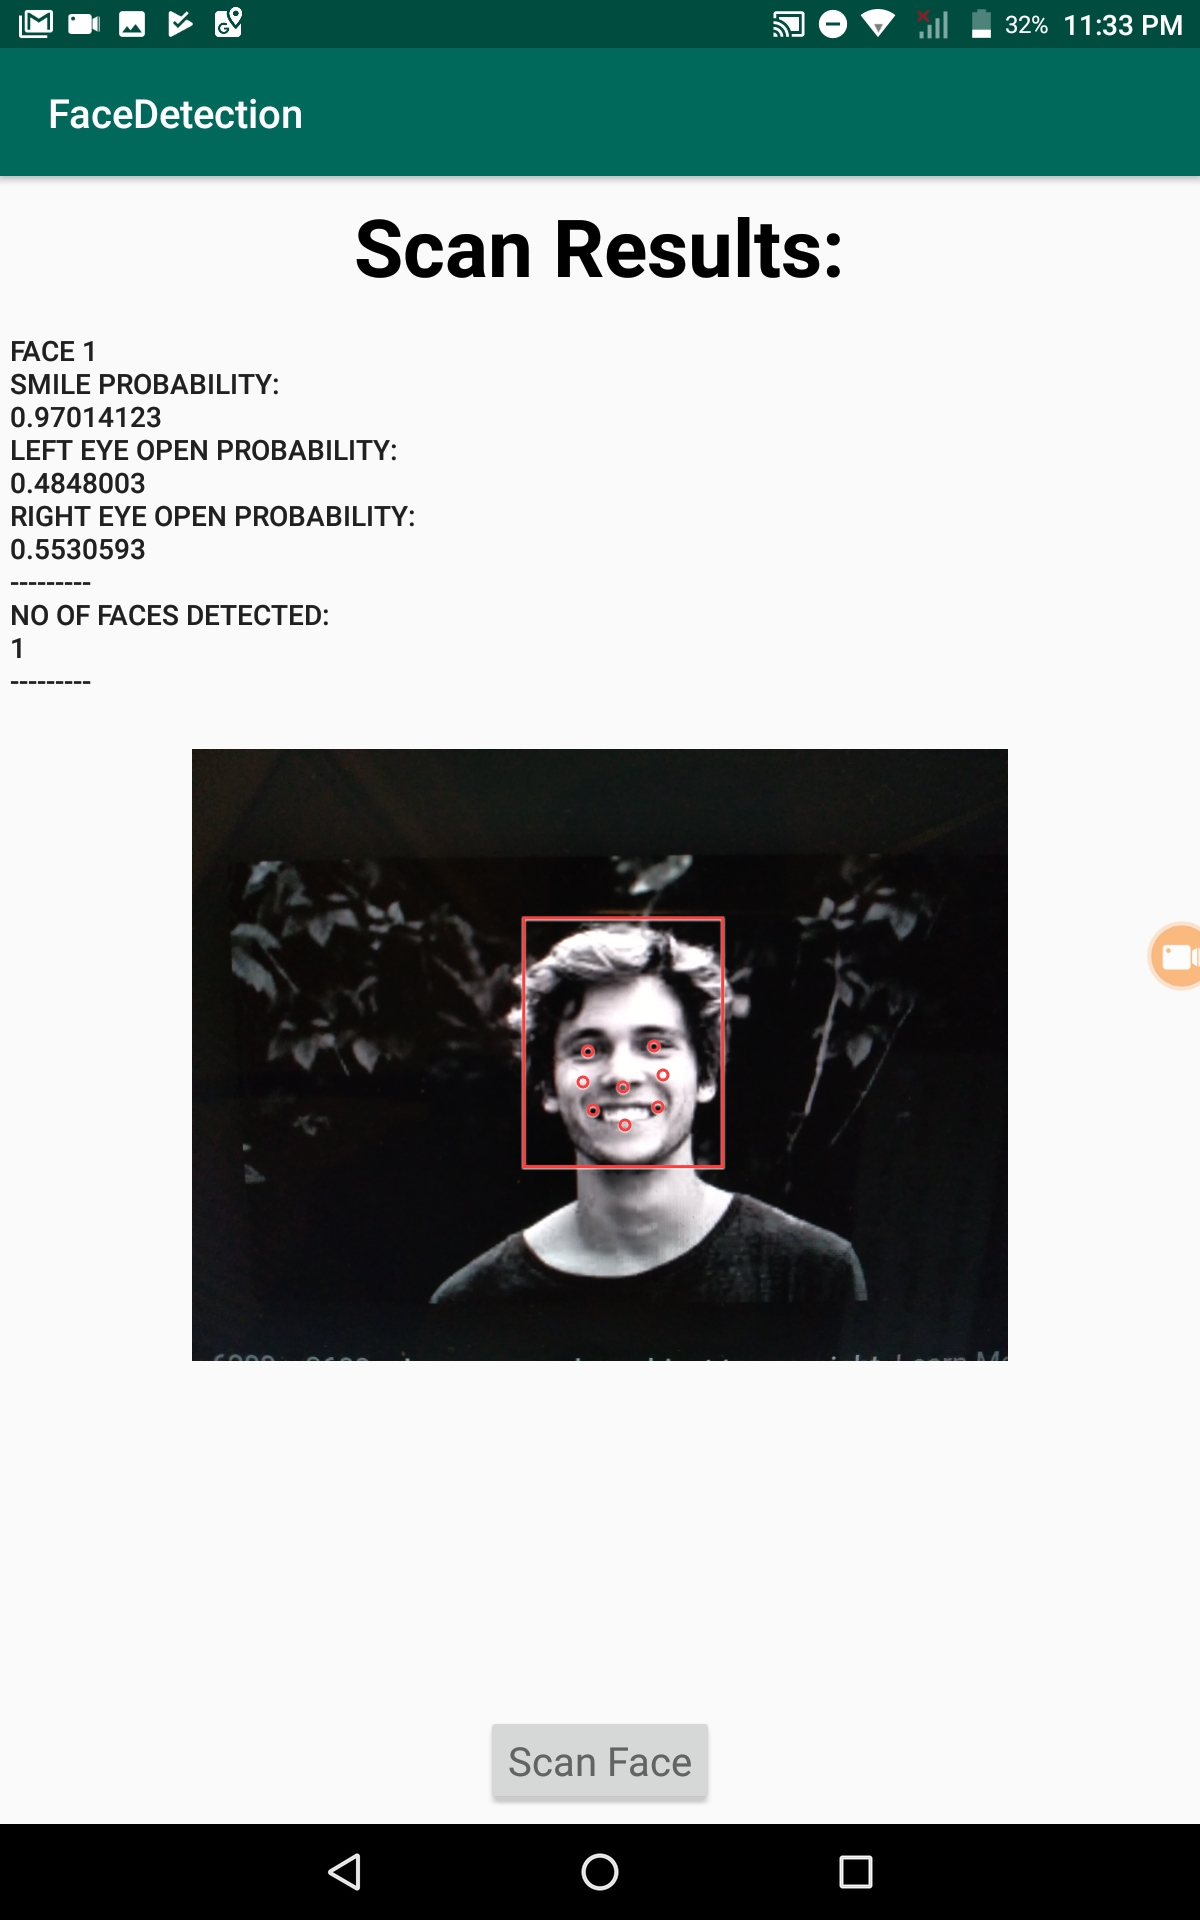 32% 11:33 PM
FaceDetection
Scan Results:
FACE 1
SMILE PROBABILITY:
0.97014123
LEFT EYE OPEN PROBABILITY:
0.4848003
RIGHT EYE OPEN PROBABILITY:
0.5530593
---------
NO OF FACES DETECTED:
1
---------
Scan Face